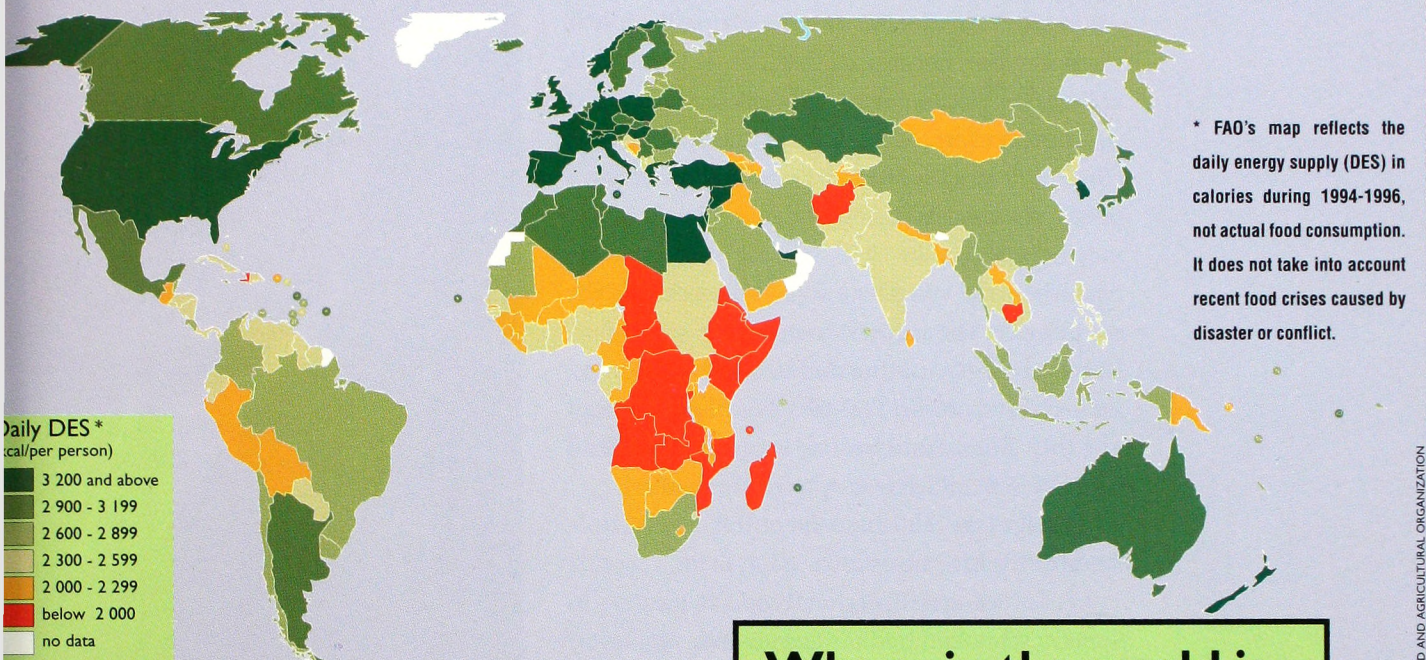 * FAO's map reflects the
daily energy supply (DES) in
calories during 1994-1996,
not actual food consumption.
It does not take into account
recent food crises caused by
disaster or conflict.
Daily DES *
kcal/per person)
3 200 and above
2 900 - 3 199
2 600 - 2 899
2 300 - 2 599
2 000 - 2 299
below 2 000
no data
D AND AGRICULTURAL ORGANIZATION